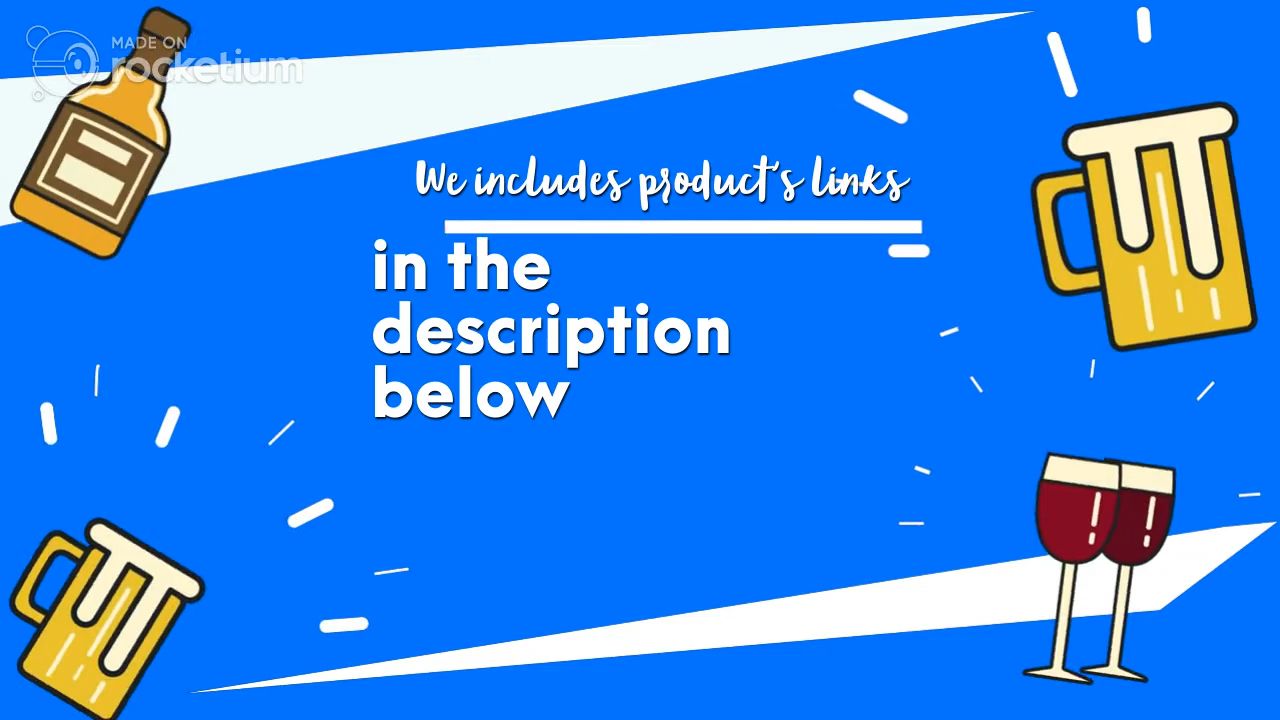 MADE ON
rocketium
We includes product's links
in the
description
below